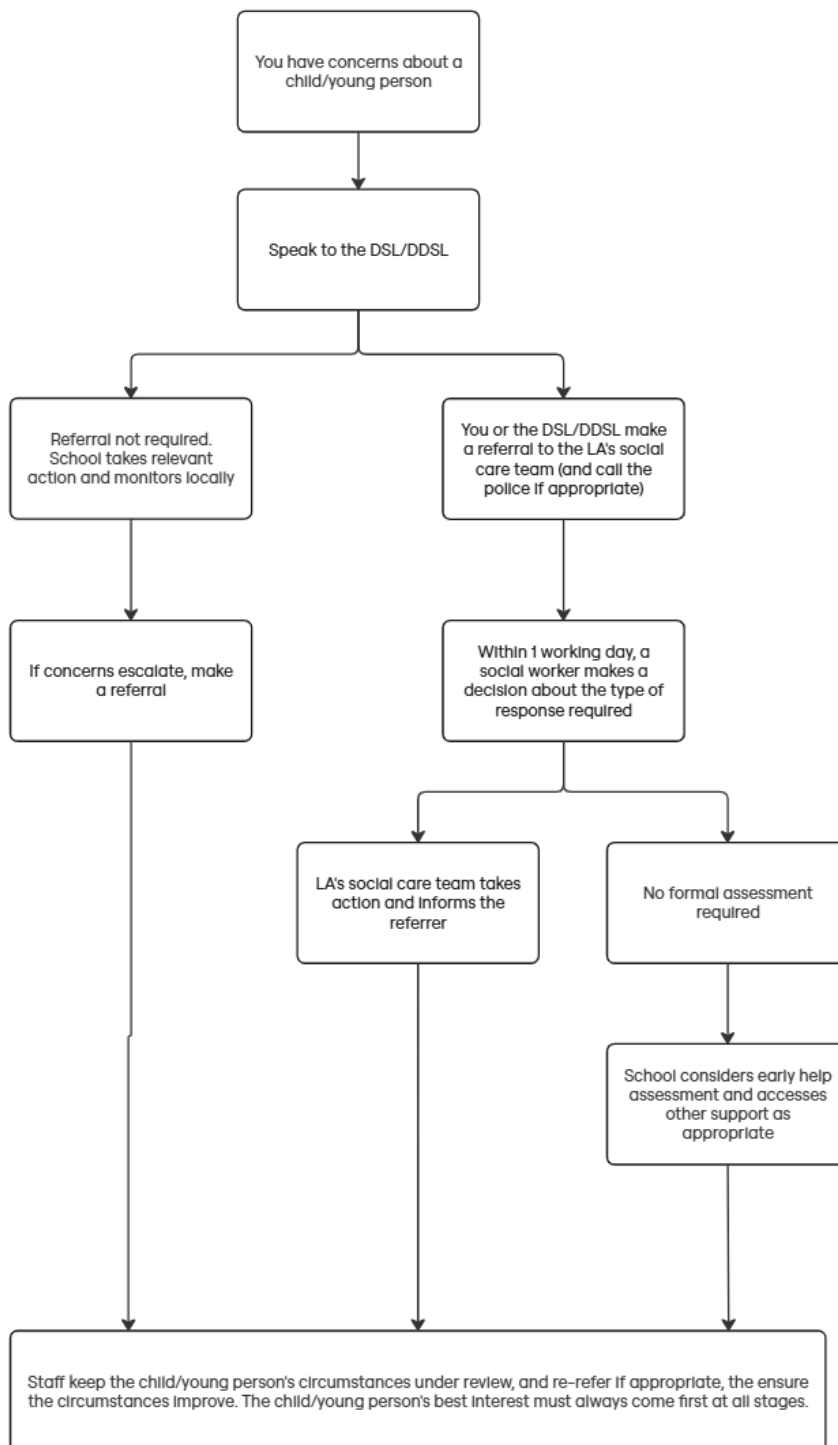 You have concerns about a
child/young person
Speak to the DSL/DDSL
Referral not required.
School takes relevant
action and monitors locally
You or the DSL/DDSL make
a referral to the LA's social
care team (and call the
police if appropriate)
If concerns escalate, make
a referral
Within 1 working day, a
social worker makes a
decision about the type of
response required
LA's social care team takes
action and informs the
referrer
No formal assessment
required
School considers early help
assessment and accesses
other support as
appropriate
Staff keep the child/young person's circumstances under review, and re-refer if appropriate, the ensure
the circumstances improve. The child/young person's best interest must always come first at all stages.